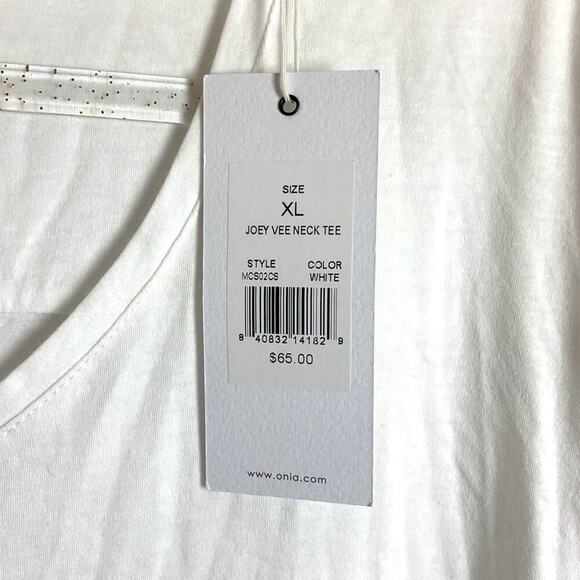 SIZE
XL
JOEY VEE NECK TEE
STYLE COLOR
MCS02CS WHITE
8 40832 14182 9
$65.00
www.onia.com